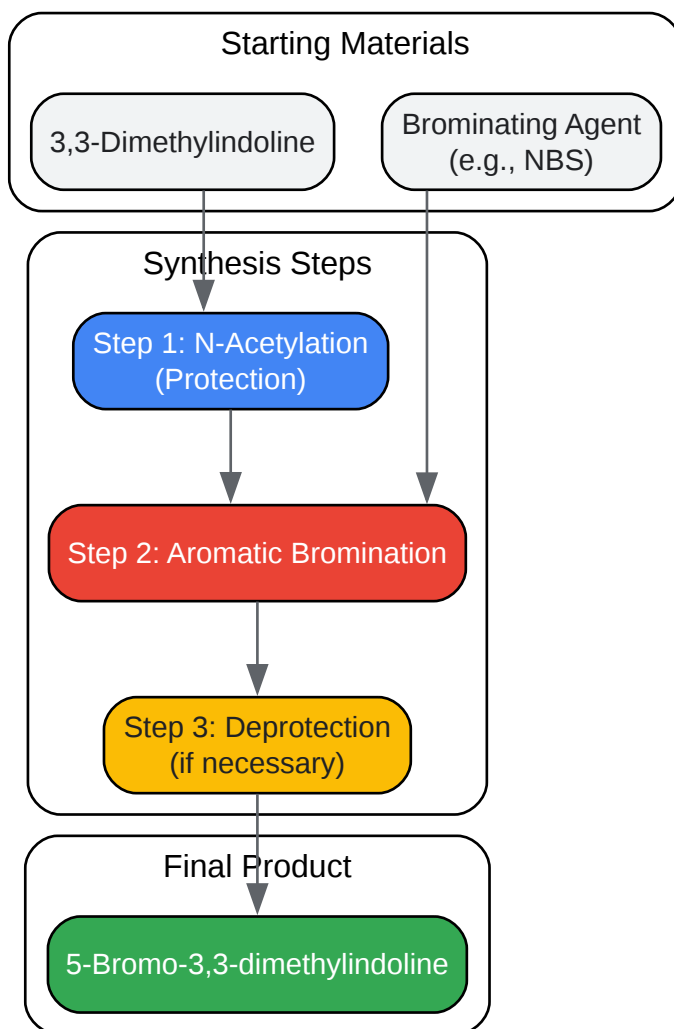 Starting Materials
3,3-Dimethylindoline
Brominating Agent
(e.g., NBS)
Synthesis Steps
Step 1: N-Acetylation
(Protection)
Step 2: Aromatic Bromination
Step 3: Deprotection
(if necessary)
Final Product
5-Bromo-3,3-dimethylindoline